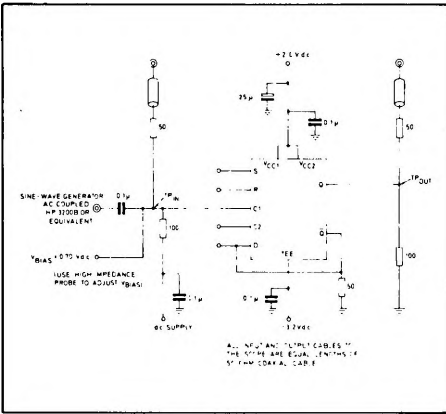 +2.0 Vdc
25µ
0.1µ
50
50
VCC1
VCC2
S
R
C1
C2
D
Q
Q
VEE
SINE-WAVE GENERATOR
AC COUPLED
HP 3200B OR
EQUIVALENT
0.1µ
TPIN
TPOUT
100
100
VBIAS +0.70 Vdc
(USE HIGH IMPEDANCE
PROBE TO ADJUST VBIAS)
0.1µ
dc SUPPLY
0.1µ
50
-3.2Vdc
ALL INPUT AND OUTPUT CABLES TO
THE SCOPE ARE EQUAL LENGTHS OF
50 OHM COAXIAL CABLE